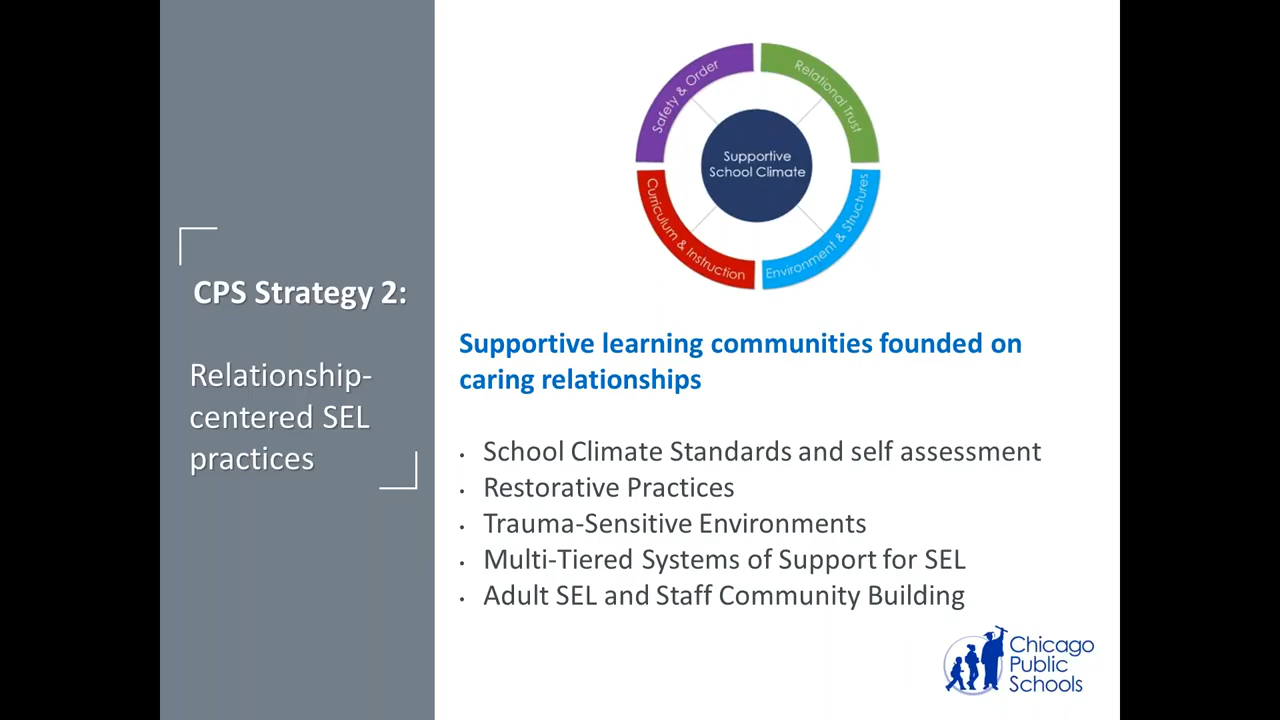 CPS Strategy 2:
Relationship-
centered SEL
practices
Safety & Order
Relational Trust
Supportive
School Climate
Curriculum & Instruction
Environment & Structures
Supportive learning communities founded on
caring relationships
• School Climate Standards and self assessment
• Restorative Practices
• Trauma-Sensitive Environments
• Multi-Tiered Systems of Support for SEL
• Adult SEL and Staff Community Building
Chicago
Public
Schools